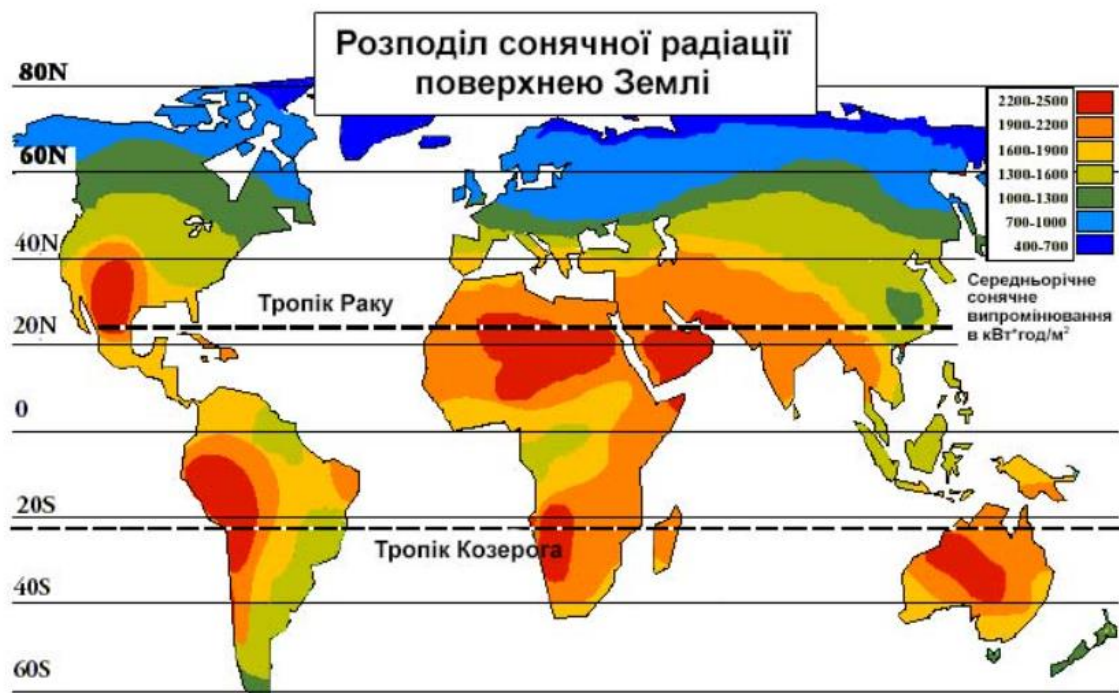 Розподіл сонячної радіації
поверхнею Землі
80N
60N
40N
20N
0
20S
40S
60S
Тропік Раку
Тропік Козерога
2200-2500
1900-2200
1600-1900
1300-1600
1000-1300
700-1000
400-700
Середньорічне
сонячне
випромінювання
в кВт*год/м²